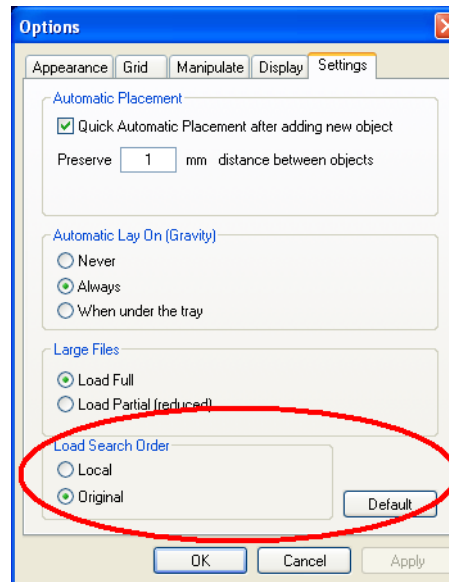 Options
Appearance Grid Manipulate Display Settings
Automatic Placement
Quick Automatic Placement after adding new object
Preserve 1 mm distance between objects
Automatic Lay On (Gravity)
Never
Always
When under the tray
Large Files
Load Full
Load Partial (reduced)
Load Search Order
Local
Original
Default
OK Cancel Apply